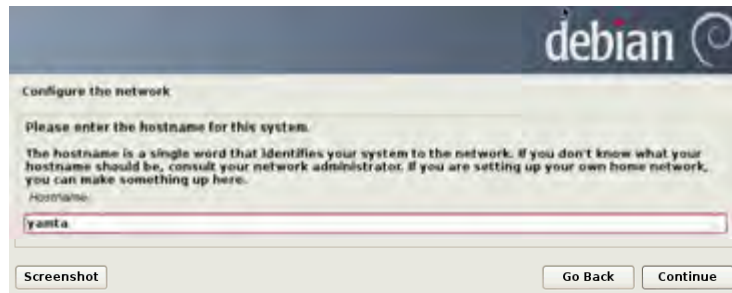 debian
Configure the network
Please enter the hostname for this system.
The hostname is a single word that identifies your system to the network. If you don't know what your
hostname should be, consult your network administrator. If you are setting up your own home network,
you can make something up here.
Hostname:
yamta
Screenshot
Go Back
Continue